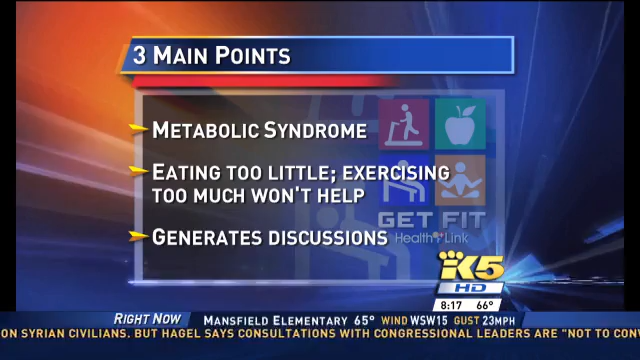 3 MAIN POINTS
METABOLIC SYNDROME
EATING TOO LITTLE; EXERCISING
TOO MUCH WON'T HELP
GENERATES DISCUSSIONS
GET FIT
HealthLink
K5
HD
8:17 66°
RIGHT NOW MANSFIELD ELEMENTARY 65° WIND WSW15 GUST 23MPH
ON SYRIAN CIVILIANS. BUT HAGEL SAYS CONSULTATIONS WITH CONGRESSIONAL LEADERS ARE "NOT TO CONV